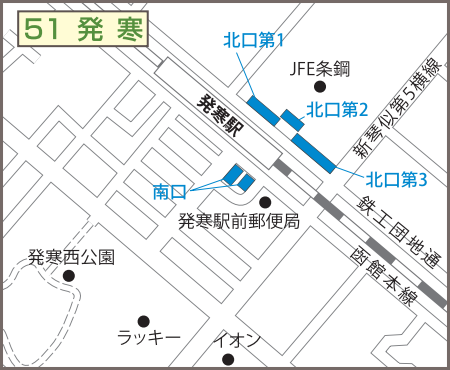 51 発寒
北口第1
JFE条鋼
北口第2
新琴似第5横線
発寒駅
北口第3
南口
鉄工団地通
発寒駅前郵便局
函館本線
発寒西公園
ラッキー
イオン